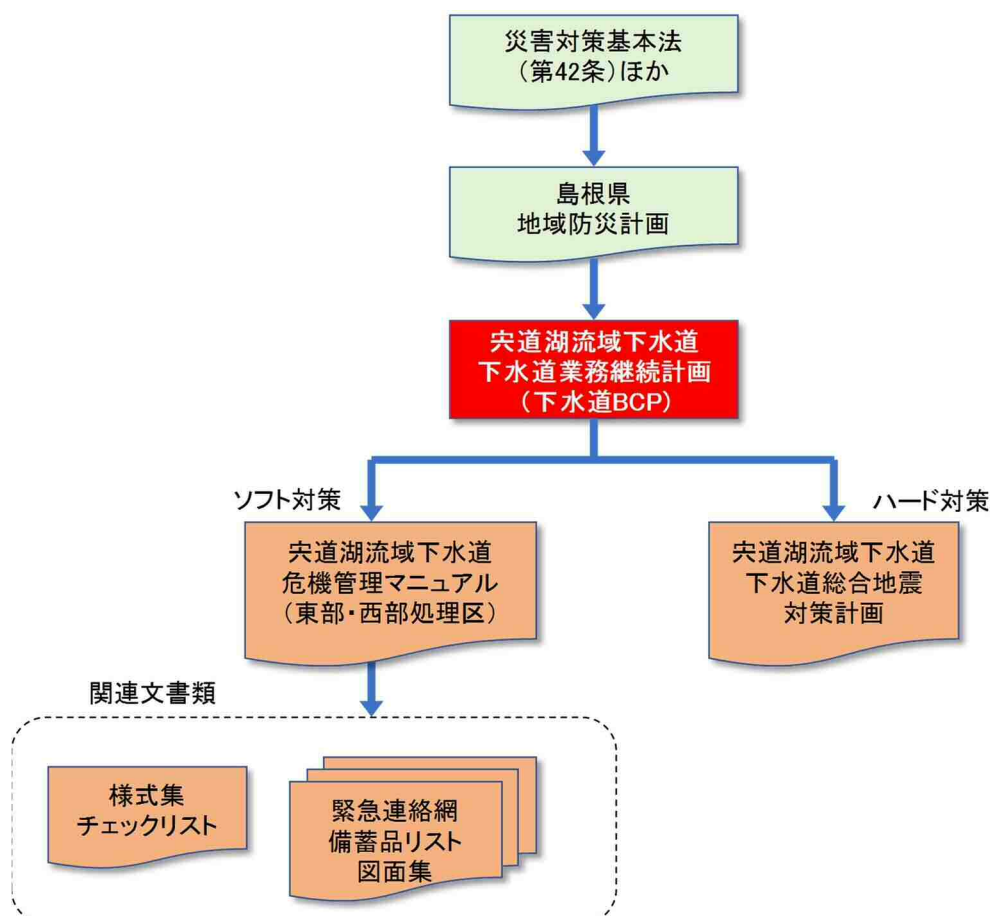 災害対策基本法
（第42条）ほか
島根県
地域防災計画
宍道湖流域下水道
下水道業務継続計画
（下水道BCP）
ソフト対策
ハード対策
宍道湖流域下水道
危機管理マニュアル
（東部・西部処理区）
宍道湖流域下水道
下水道総合地震
対策計画
関連文書類
様式集
チェックリスト
緊急連絡網
備蓄品リスト
図面集